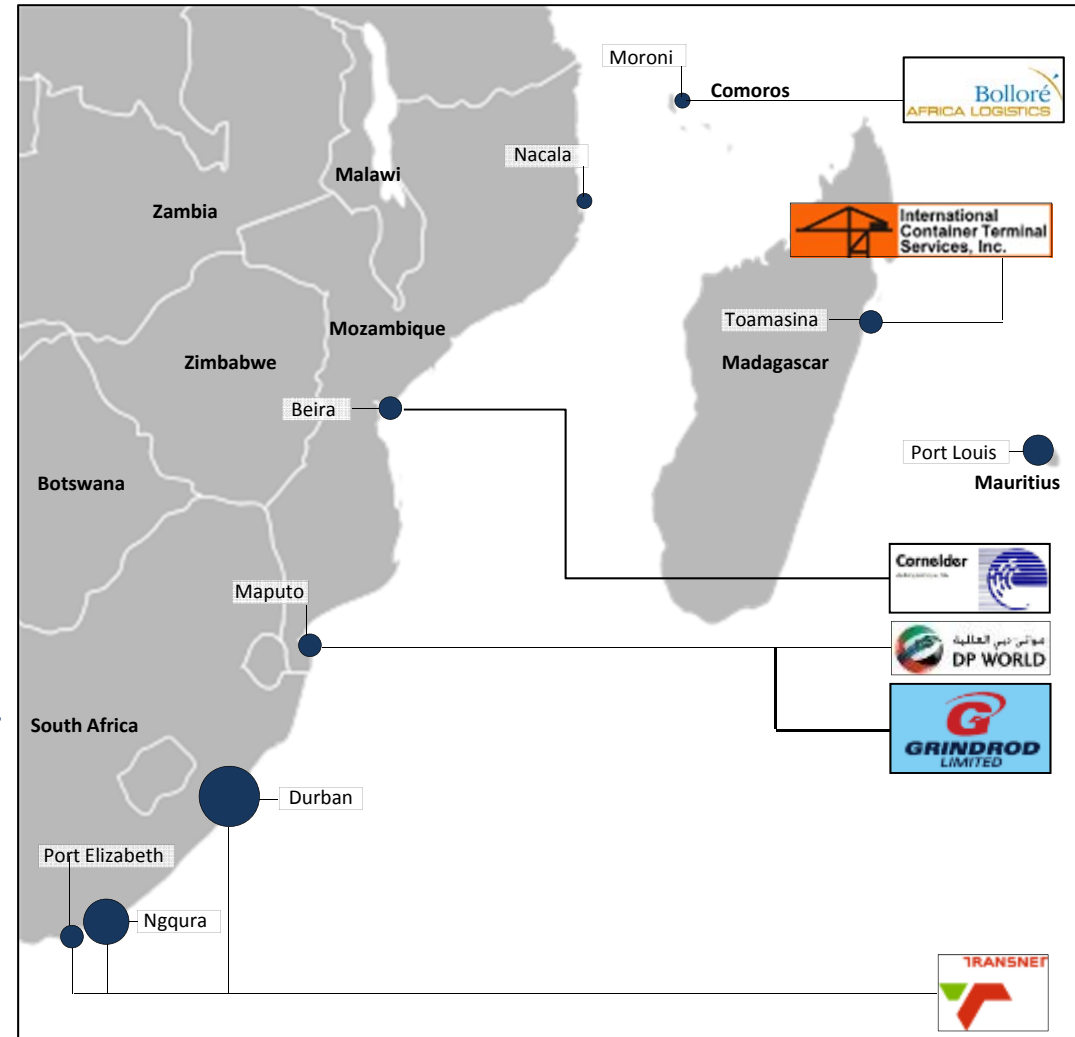 Moroni
Comoros
Bolloré
AFRICA LOGISTICS
Nacala
Malawi
Zambia
International
Container Terminal
Services, Inc.
Toamasina
Mozambique
Zimbabwe
Madagascar
Beira
Port Louis
Botswana
Mauritius
Cornelder
Maputo
موانئ دبي العالمية
DP WORLD
South Africa
GRINDROD
LIMITED
Durban
Port Elizabeth
Ngqura
TRANSNET